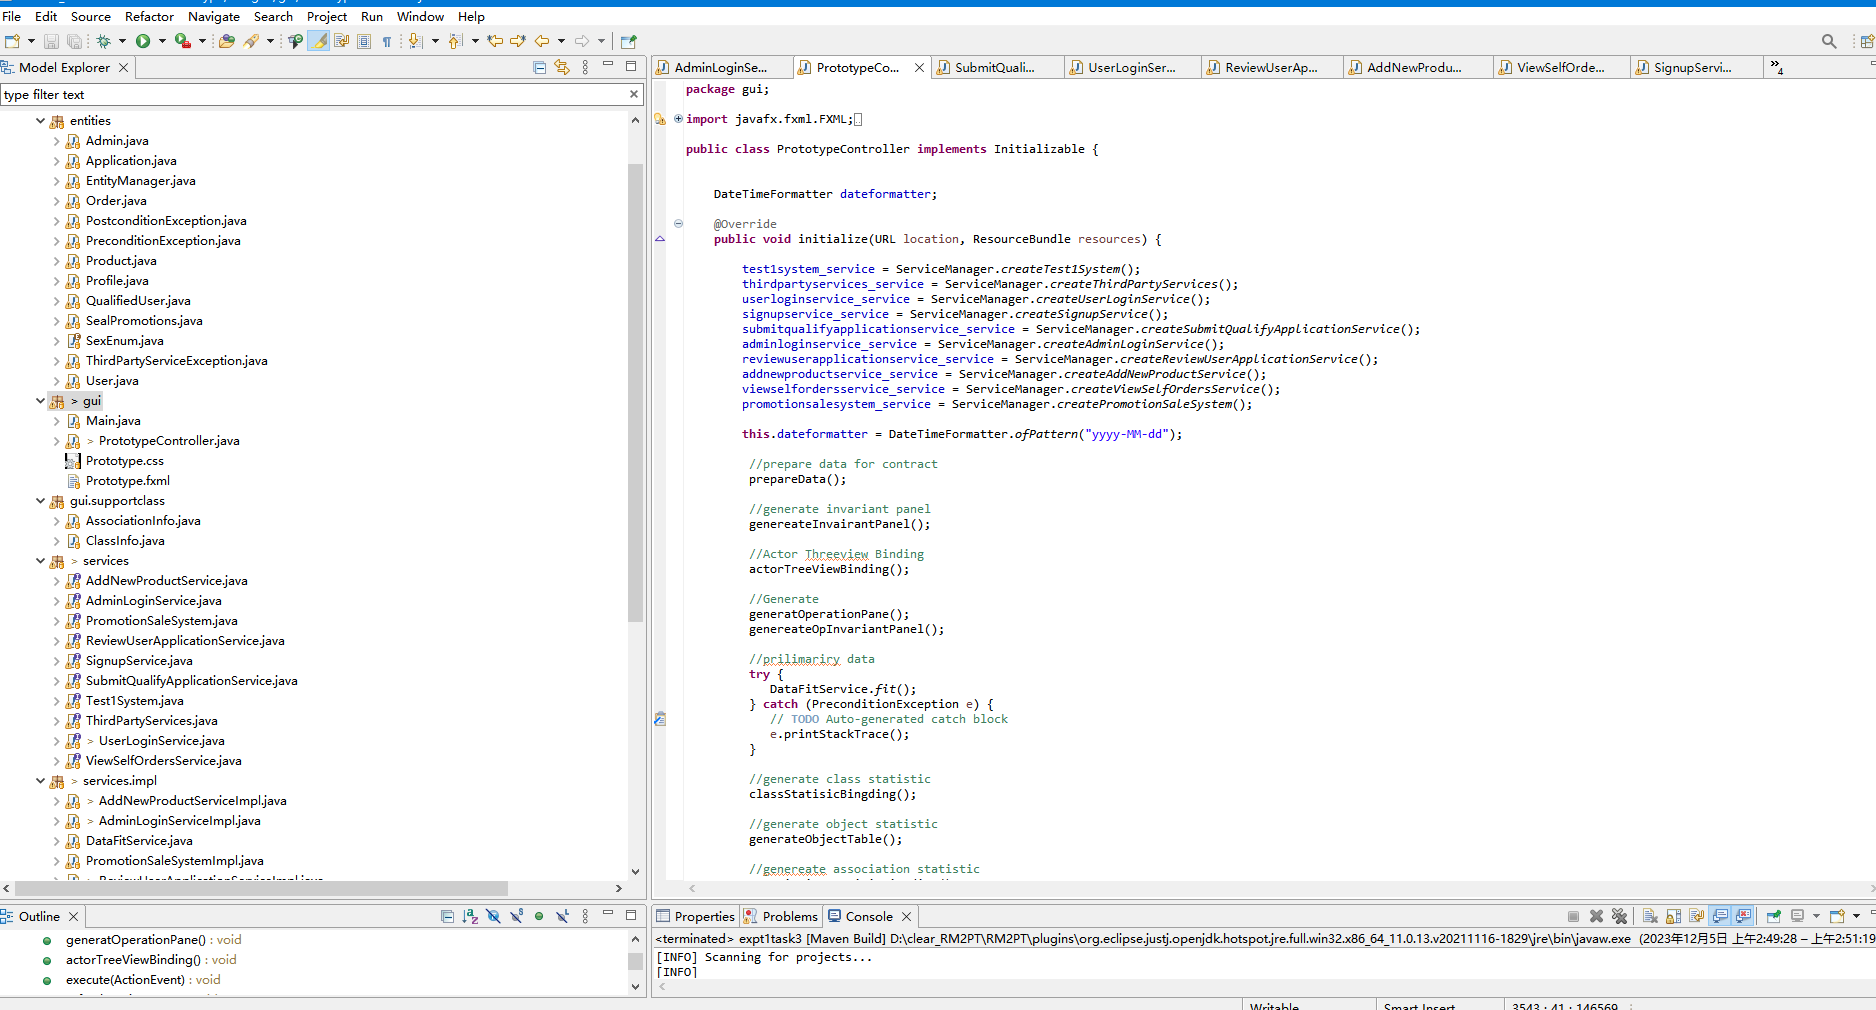 File Edit Source Refactor Navigate Search Project Run Window Help
Model Explorer
type filter text
entities
Admin.java
Application.java
EntityManager.java
Order.java
PostconditionException.java
PreconditionException.java
Product.java
Profile.java
QualifiedUser.java
SealPromotions.java
SexEnum.java
ThirdPartyServiceException.java
User.java
> gui
Main.java
> PrototypeController.java
Prototype.css
Prototype.fxml
gui.supportclass
AssociationInfo.java
ClassInfo.java
> services
AddNewProductService.java
AdminLoginService.java
PromotionSaleSystem.java
ReviewUserApplicationService.java
SignupService.java
SubmitQualifyApplicationService.java
Test1System.java
ThirdPartyServices.java
> UserLoginService.java
ViewSelfOrdersService.java
> services.impl
> AddNewProductServiceImpl.java
> AdminLoginServiceImpl.java
DataFitService.java
PromotionSaleSystemImpl.java
> ReviewUserApplicationServiceImpl.java
AdminLoginSe... PrototypeCo... SubmitQuali... UserLoginSer... ReviewUserAp... AddNewProdu... ViewSelfOrde... SignupServi... »4
package gui;
import javafx.fxml.FXML;
public class PrototypeController implements Initializable {
DateTimeFormatter dateformatter;
@Override
public void initialize(URL location, ResourceBundle resources) {
test1system_service = ServiceManager.createTest1System();
thirdpartyservices_service = ServiceManager.createThirdPartyServices();
userloginservice_service = ServiceManager.createUserLoginService();
signupservice_service = ServiceManager.createSignupService();
submitqualifyapplicationservice_service = ServiceManager.createSubmitQualifyApplicationService();
adminloginservice_service = ServiceManager.createAdminLoginService();
reviewuserapplicationservice_service = ServiceManager.createReviewUserApplicationService();
addnewproductservice_service = ServiceManager.createAddNewProductService();
viewselfordersservice_service = ServiceManager.createViewSelfOrdersService();
promotionsalesystem_service = ServiceManager.createPromotionSaleSystem();
this.dateformatter = DateTimeFormatter.ofPattern("yyyy-MM-dd");
//prepare data for contract
prepareData();
//generate invariant panel
genereateInvairantPanel();
//Actor Threeview Binding
actorTreeViewBinding();
//Generate
generatOperationPane();
genereateOpInvariantPanel();
//prilimariry data
try {
DataFitService.fit();
} catch (PreconditionException e) {
// TODO Auto-generated catch block
e.printStackTrace();
}
//generate class statistic
classStatisicBingding();
//generate object statistic
generateObjectTable();
//genereate association statistic
Outline
generatOperationPane() : void
actorTreeViewBinding() : void
execute(ActionEvent) : void
Properties Problems Console
<terminated> expt1task3 [Maven Build] D:\clear_RM2PT\RM2PT\plugins\org.eclipse.justj.openjdk.hotspot.jre.full.win32.x86_64_11.0.13.v20211116-1829\jre\bin\javaw.exe (2023年12月5日 上午2:49:28 – 上午2:51:19
[INFO] Scanning for projects...
[INFO]
Writable Smart Insert 3543 : 41 : 146569